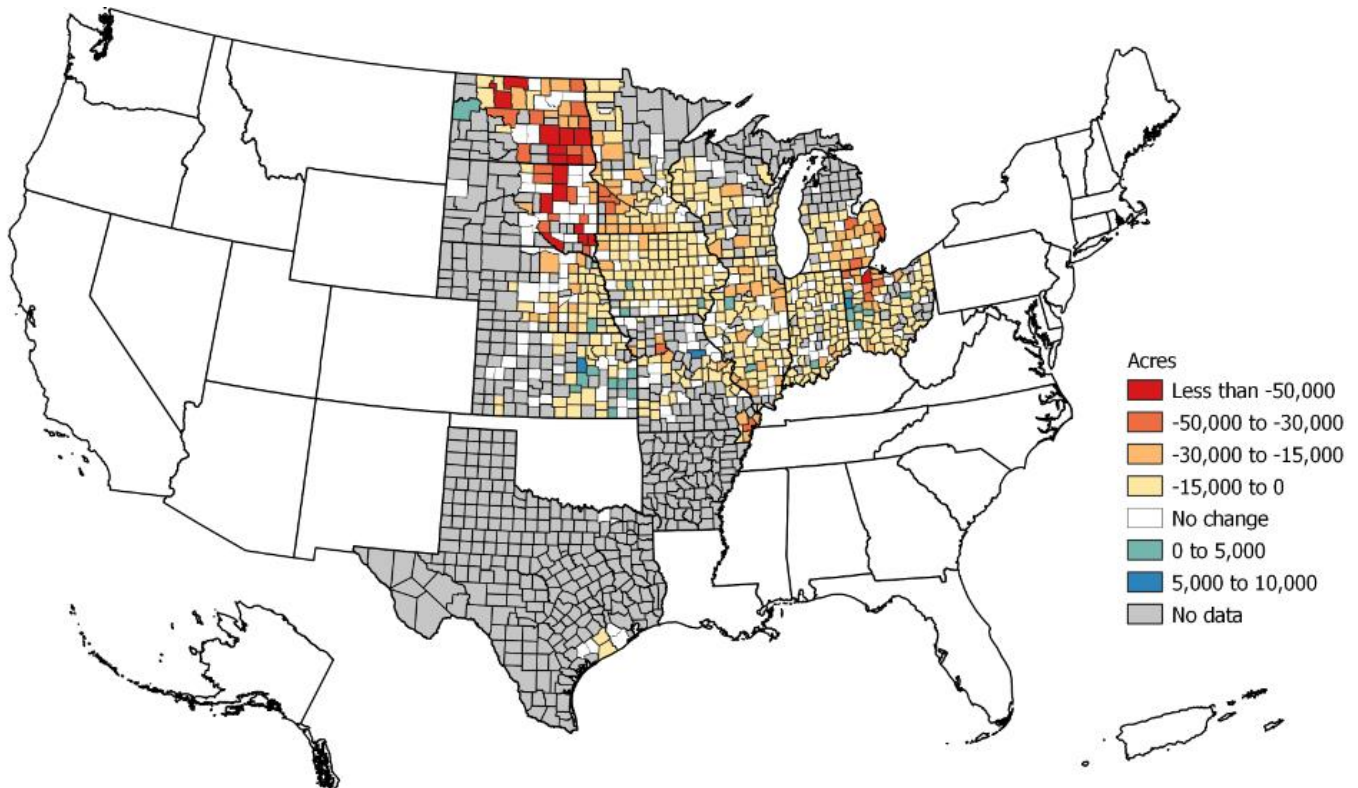 Acres
Less than -50,000
-50,000 to -30,000
-30,000 to -15,000
-15,000 to 0
No change
0 to 5,000
5,000 to 10,000
No data